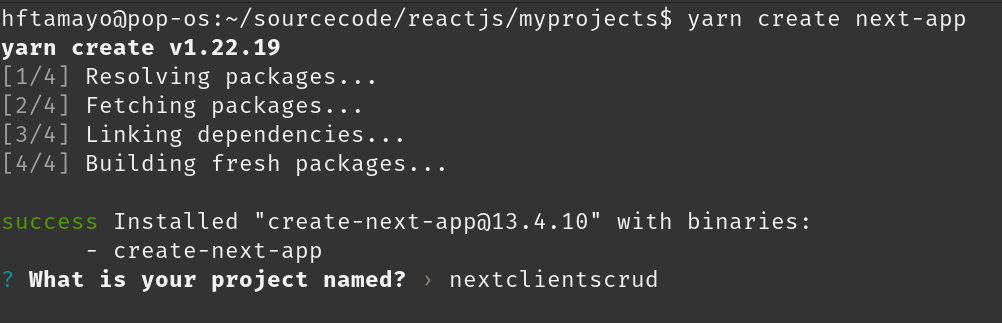 hftamayo@pop-os:~/sourcecode/reactjs/myprojects$ yarn create next-app
yarn create v1.22.19
[1/4] Resolving packages...
[2/4] Fetching packages...
[3/4] Linking dependencies...
[4/4] Building fresh packages...
success Installed "create-next-app@13.4.10" with binaries:
- create-next-app
? What is your project named? › nextclientscrud